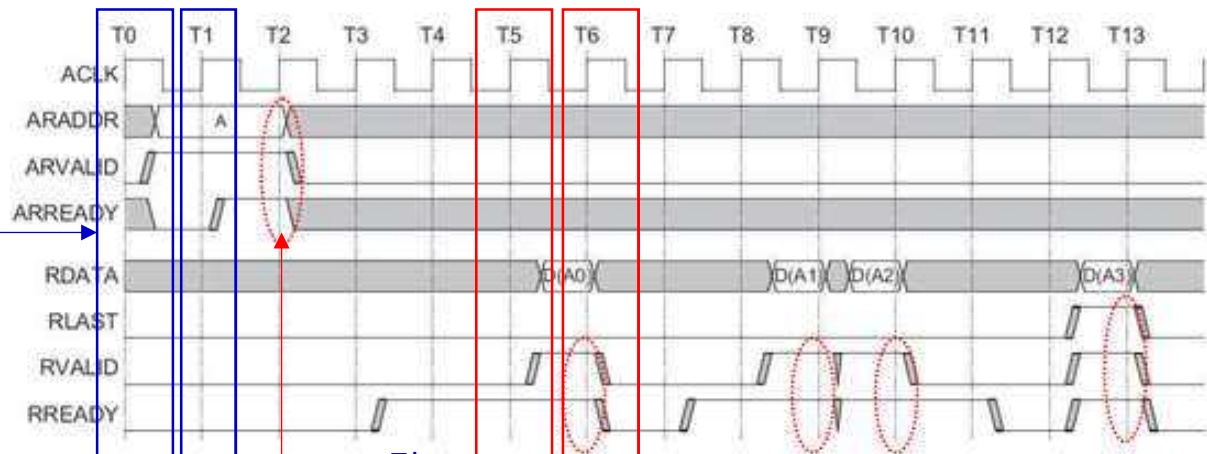 T0 T1 T2 T3 T4 T5 T6 T7 T8 T9 T10 T11 T12 T13
ACLK
ARADDR A
ARVALID
ARREADY
RDATA D(A0) D(A1) D(A2) D(A3)
RLAST
RVALID
RREADY